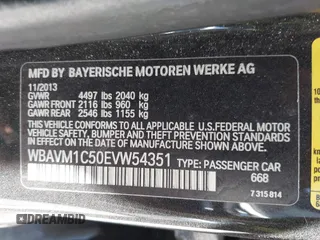 MFD BY BAYERISCHE MOTOREN WERKE AG
11/2013
GVWR 4497 lbs 2040 kg
GAWR FRONT 2116 lbs 960 kg
GAWR REAR 2546 lbs 1155 kg
THIS VEHICLE CONFORMS TO ALL
APPLICABLE U.S. FEDERAL MOTOR VEHICLE
SAFETY, BUMPER, AND THEFT PREVENTION
STANDARDS IN EFFECT ON THE DATE OF
MANUFACTURE SHOWN ABOVE.
WBAVM1C50EVW54351 TYPE: PASSENGER CAR
668
7 315 814
AUTOHELPERBOT.COM